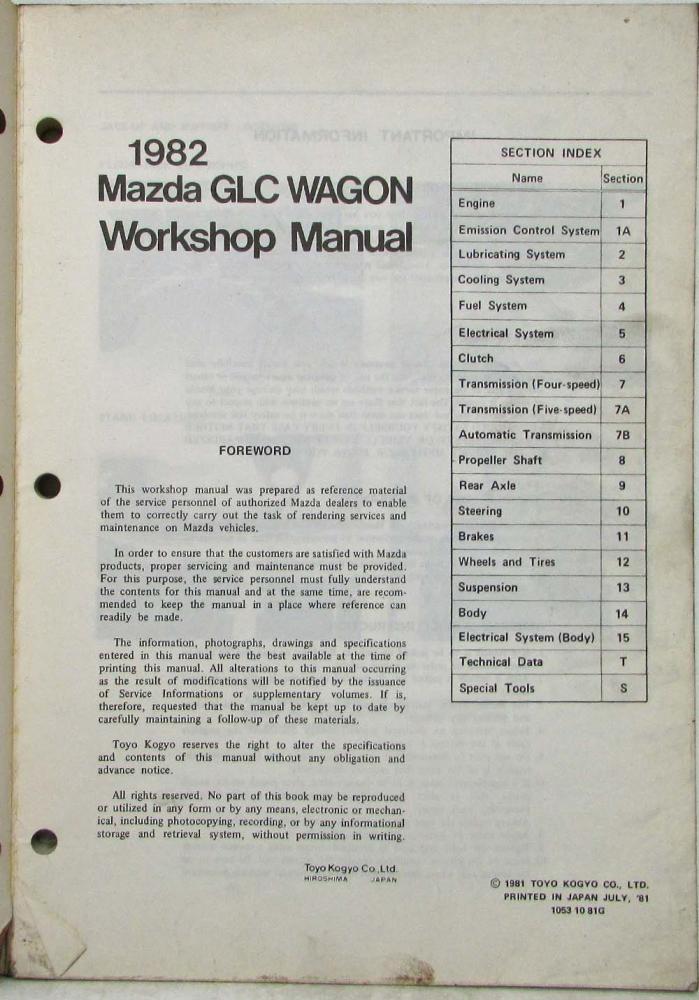 1982
Mazda GLC WAGON
Workshop Manual
FOREWORD
This workshop manual was prepared as reference material
of the service personnel of authorized Mazda dealers to enable
them to correctly carry out the task of rendering services and
maintenance on Mazda vehicles.
In order to ensure that the customers are satisfied with Mazda
products, proper servicing and maintenance must be provided.
For this purpose, the service personnel must fully understand
the contents for this manual and at the same time, are recom-
mended to keep the manual in a place where reference can
readily be made.
The information, photographs, drawings and specifications
entered in this manual were the best available at the time of
printing this manual. All alterations to this manual occurring
as the result of modifications will be notified by the issuance
of Service Informations or supplementary volumes. If is,
therefore, requested that the manual be kept up to date by
carefully maintaining a follow-up of these materials.
Toyo Kogyo reserves the right to alter the specifications
and contents of this manual without any obligation and
advance notice.
All rights reserved. No part of this book may be reproduced
or utilized in any form or by any means, electronic or mechan-
ical, including photocopying, recording, or by any informational
storage and retrieval system, without permission in writing.
Toyo Kogyo Co.,Ltd.
HIROSHIMA JAPAN
SECTION INDEX
Name Section
Engine 1
Emission Control System 1A
Lubricating System 2
Cooling System 3
Fuel System 4
Electrical System 5
Clutch 6
Transmission (Four-speed) 7
Transmission (Five-speed) 7A
Automatic Transmission 7B
Propeller Shaft 8
Rear Axle 9
Steering 10
Brakes 11
Wheels and Tires 12
Suspension 13
Body 14
Electrical System (Body) 15
Technical Data T
Special Tools S
© 1981 TOYO KOGYO CO., LTD.
PRINTED IN JAPAN JULY, '81
1053 10 81G